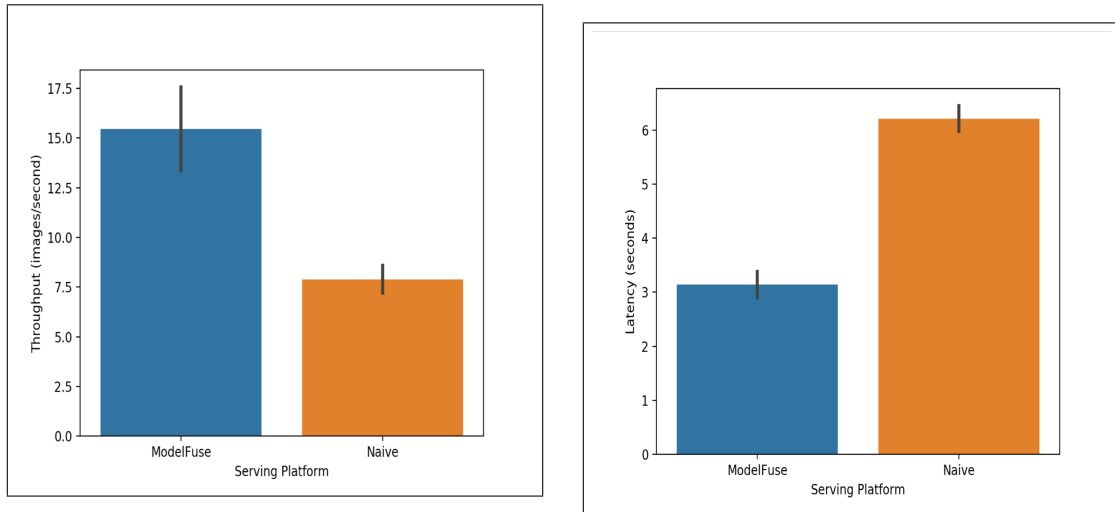 17.5
15.0
12.5
10.0
7.5
5.0
2.5
0.0
Throughput (images/second)
ModelFuse Naive
Serving Platform
6
5
4
3
2
1
0
Latency (seconds)
ModelFuse Naive
Serving Platform